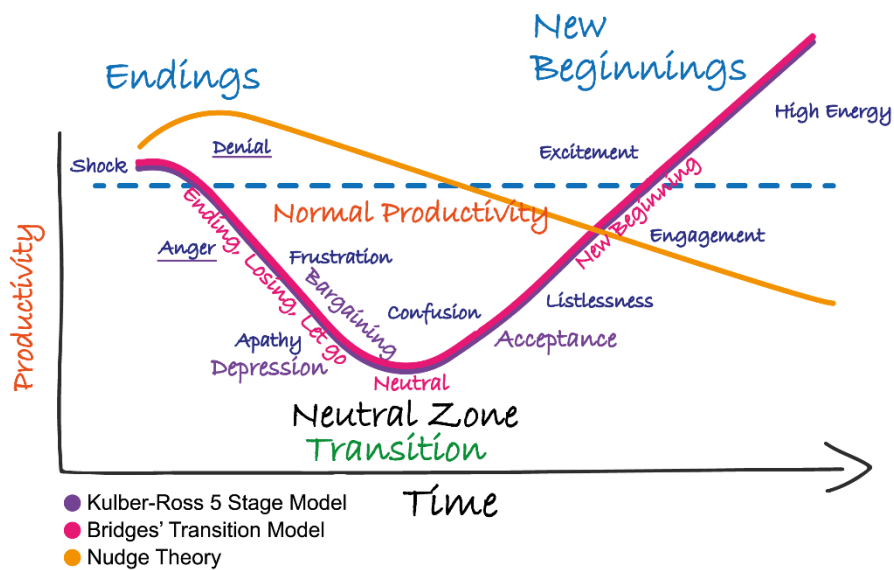 New
Beginnings
Endings
High Energy
Denial
Excitement
Shock
Normal Productivity
Ending, Losing, Let go
New Beginning
Anger
Engagement
Frustration
Bargaining
Listlessness
Confusion
Apathy
Acceptance
Depression
Neutral
Productivity
Neutral Zone
Transition
Time
Kulber-Ross 5 Stage Model
Bridges' Transition Model
Nudge Theory